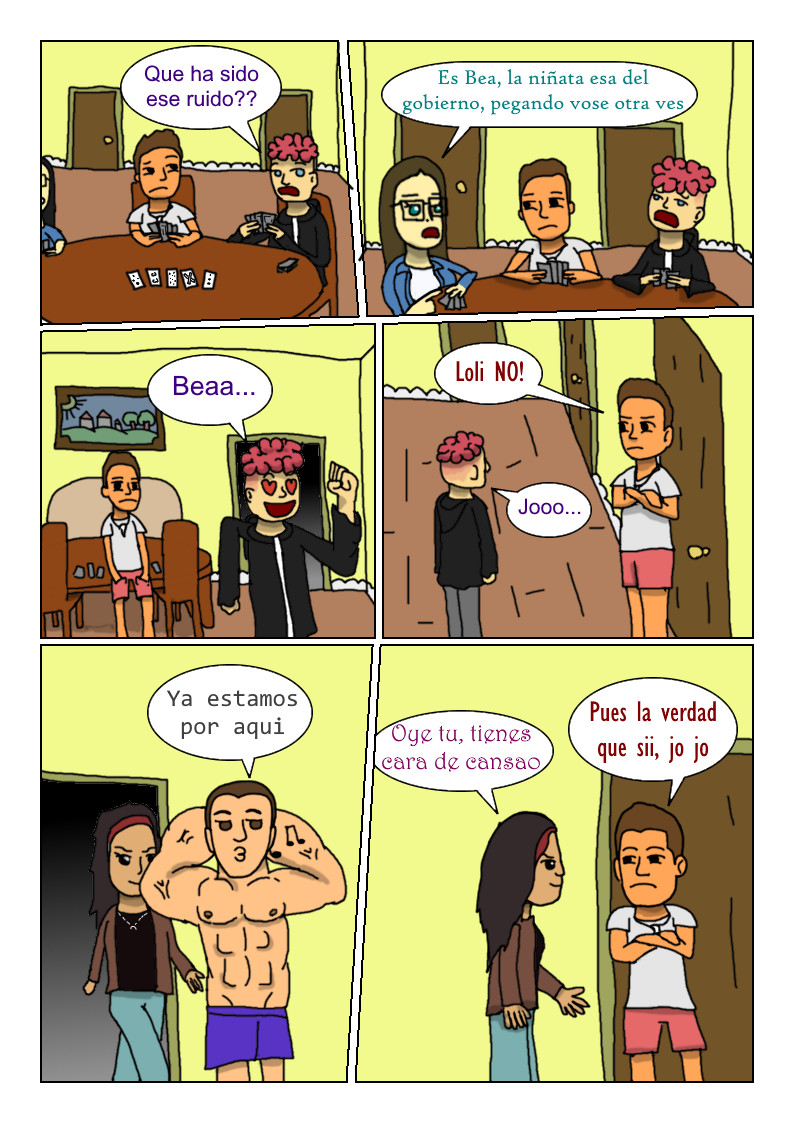 Que ha sido
ese ruido??
Es Bea, la niñata esa del
gobierno, pegando vose otra ves
Beaa...
Loli NO!
Jooo...
Ya estamos
por aqui
Oye tu, tienes
cara de cansao
Pues la verdad
que sii, jo jo